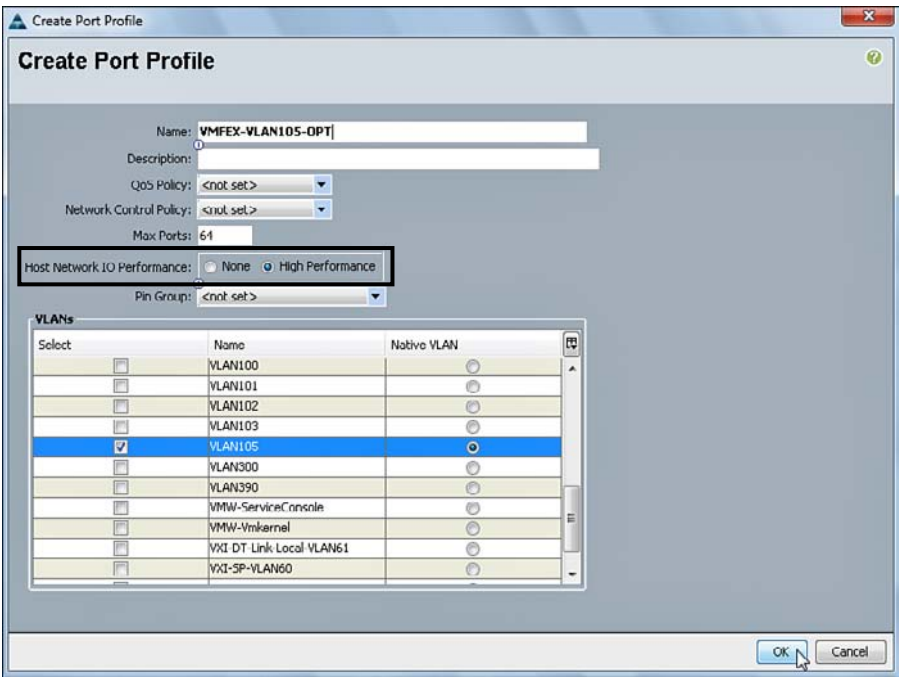 Create Port Profile
Create Port Profile
Name: VMFEX-VLAN105-OPT
Description:
QoS Policy: <not set>
Network Control Policy: <not set>
Max Ports: 64
Host Network IO Performance: None High Performance
Pin Group: <not set>
VLANs
Select Name Native VLAN
VLAN100
VLAN101
VLAN102
VLAN103
VLAN105
VLAN300
VLAN390
VMW-ServiceConsole
VMW-Vmkernel
VXI-DT-Link-Local-VLAN61
VXI-SP-VLAN60
OK Cancel